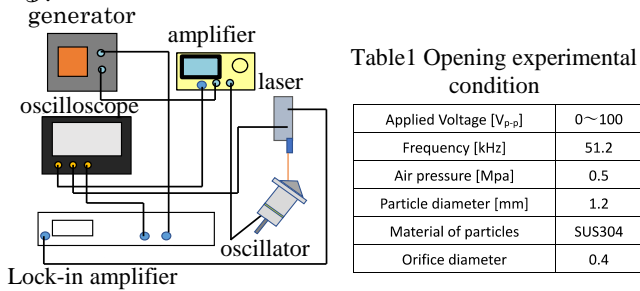 generator
amplifier
laser
oscilloscope
oscillator
Lock-in amplifier
Table1 Opening experimental
condition
Applied Voltage [Vp-p] 0～100
Frequency [kHz] 51.2
Air pressure [Mpa] 0.5
Particle diameter [mm] 1.2
Material of particles SUS304
Orifice diameter 0.4